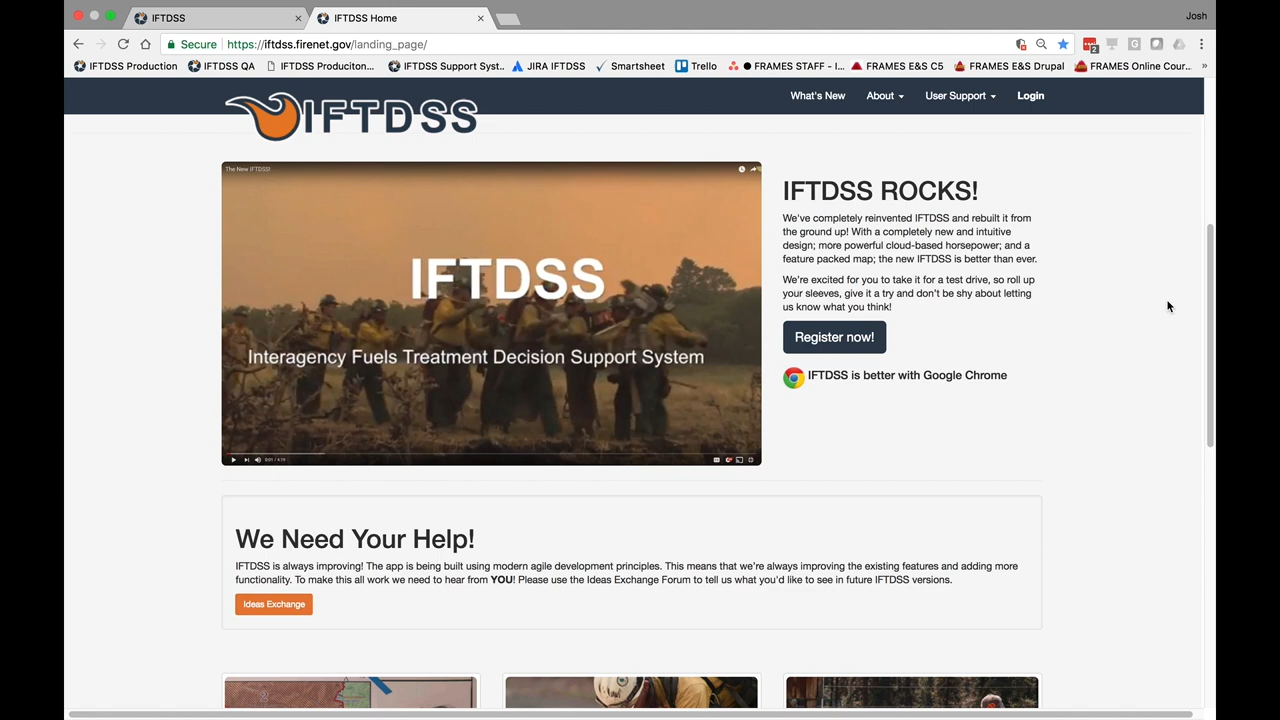 IFTDSS
IFTDSS Home
Josh
Secure
https://iftdss.firenet.gov/landing_page/
2
IFTDSS Production
IFTDSS QA
IFTDSS Produciton...
IFTDSS Support Syst...
JIRA IFTDSS
Smartsheet
Trello
FRAMES STAFF - I...
FRAMES E&S C5
FRAMES E&S Drupal
FRAMES Online Cour...
»
IFTDSS
What's New
About
User Support
Login
The New IFTDSS!
IFTDSS
Interagency Fuels Treatment Decision Support System
0:01 / 4:19
IFTDSS ROCKS!
We've completely reinvented IFTDSS and rebuilt it from
the ground up! With a completely new and intuitive
design; more powerful cloud-based horsepower; and a
feature packed map; the new IFTDSS is better than ever.
We're excited for you to take it for a test drive, so roll up
your sleeves, give it a try and don't be shy about letting
us know what you think!
Register now!
IFTDSS is better with Google Chrome
We Need Your Help!
IFTDSS is always improving! The app is being built using modern agile development principles. This means that we're always improving the existing features and adding more
functionality. To make this all work we need to hear from YOU! Please use the Ideas Exchange Forum to tell us what you'd like to see in future IFTDSS versions.
Ideas Exchange